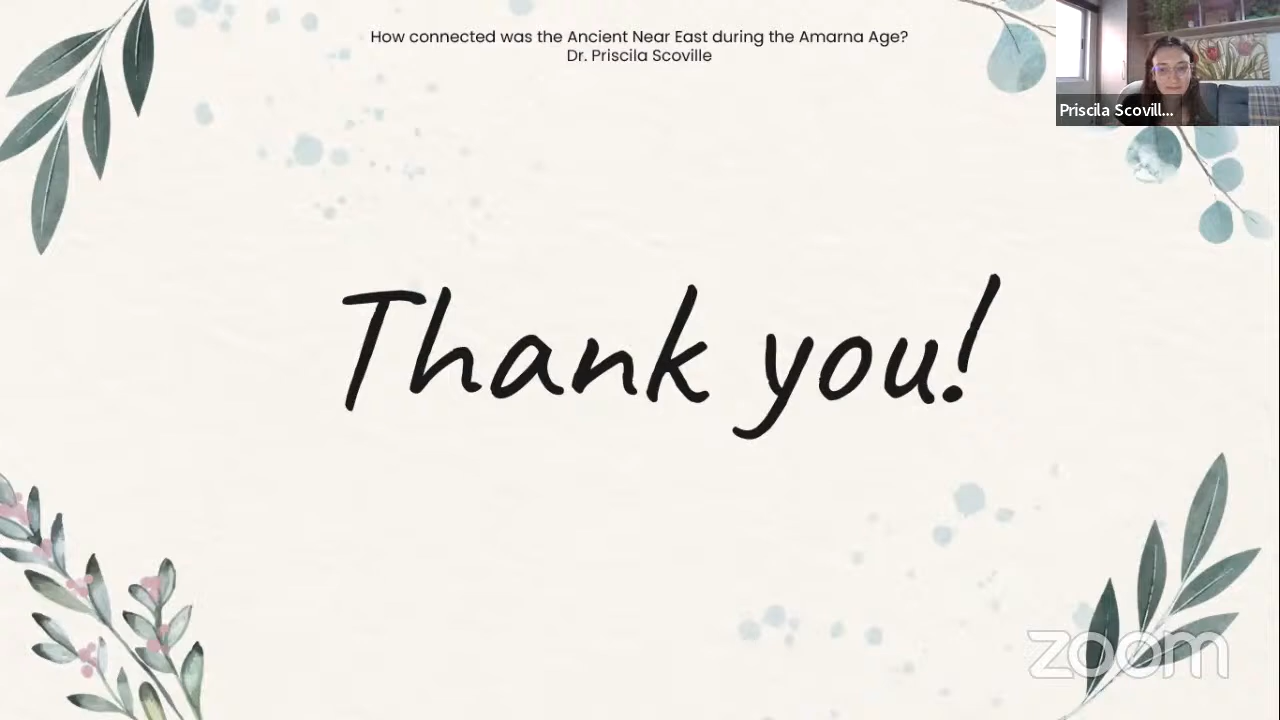 How connected was the Ancient Near East during the Amarna Age?
Dr. Priscila Scoville
Priscila Scovill...
Thank you!
zoom